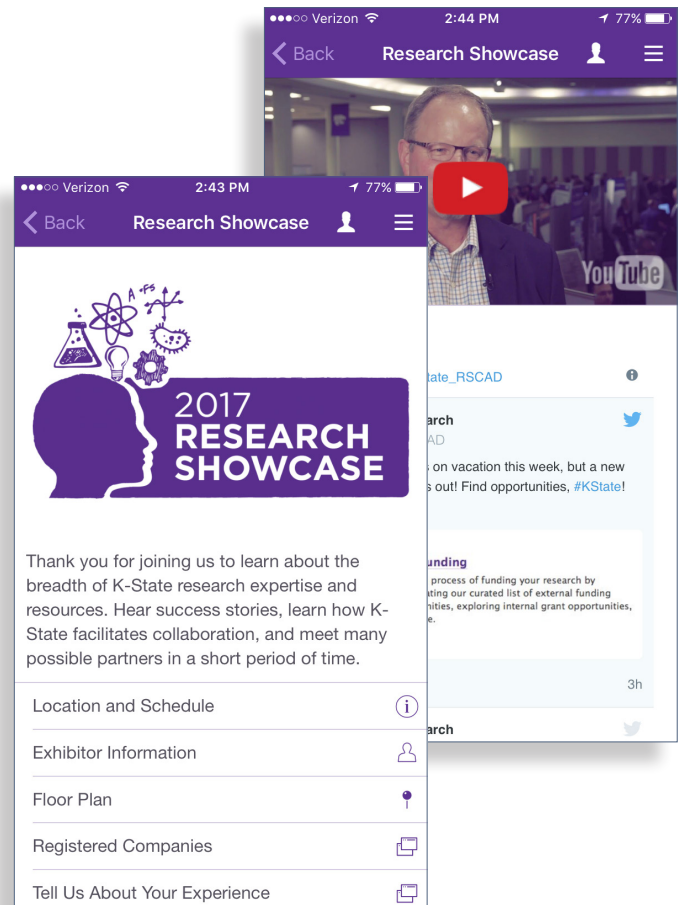 Verizon 2:44 PM 77%
Back Research Showcase
YouTube
tate_RSCAD
arch
AD
s on vacation this week, but a new
s out! Find opportunities, #KState!
unding
process of funding your research by
ating our curated list of external funding
nities, exploring internal grant opportunities,
e.
3h
arch
Verizon 2:43 PM 77%
Back Research Showcase
2017
RESEARCH
SHOWCASE
Thank you for joining us to learn about the
breadth of K-State research expertise and
resources. Hear success stories, learn how K-
State facilitates collaboration, and meet many
possible partners in a short period of time.
Location and Schedule
Exhibitor Information
Floor Plan
Registered Companies
Tell Us About Your Experience